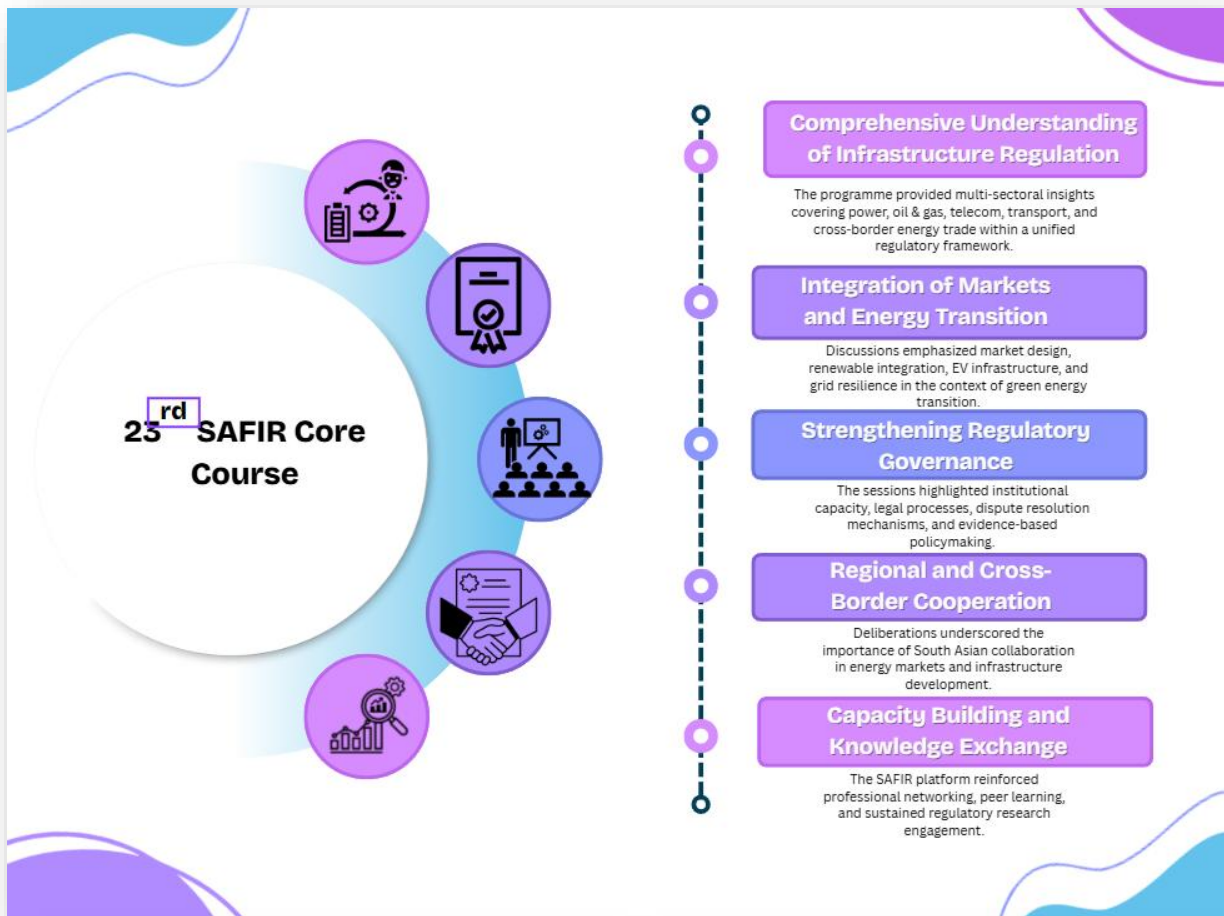 23rd SAFIR Core
Course
Comprehensive Understanding
of Infrastructure Regulation
The programme provided multi-sectoral insights
covering power, oil & gas, telecom, transport, and
cross-border energy trade within a unified
regulatory framework.
Integration of Markets
and Energy Transition
Discussions emphasized market design,
renewable integration, EV infrastructure, and
grid resilience in the context of green energy
transition.
Strengthening Regulatory
Governance
The sessions highlighted institutional
capacity, legal processes, dispute resolution
mechanisms, and evidence-based
policymaking.
Regional and Cross-
Border Cooperation
Deliberations underscored the
importance of South Asian collaboration
in energy markets and infrastructure
development.
Capacity Building and
Knowledge Exchange
The SAFIR platform reinforced
professional networking, peer learning,
and sustained regulatory research
engagement.